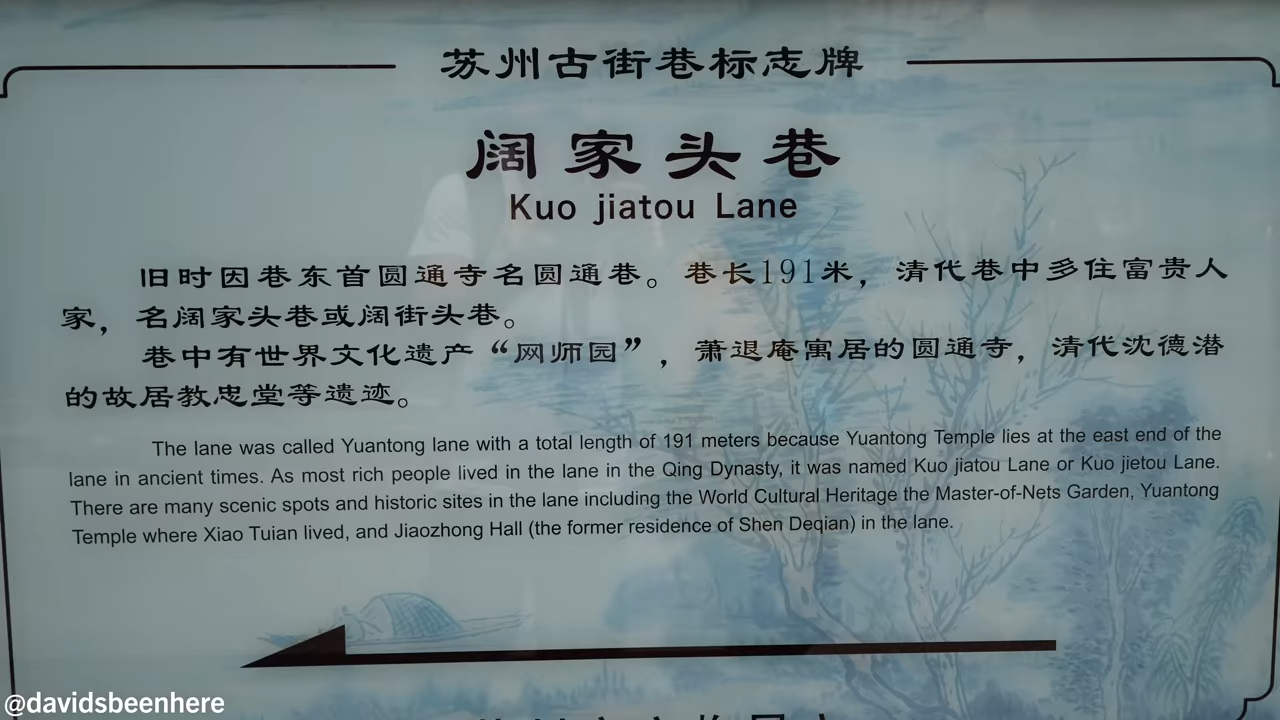 苏州古街巷标志牌
阔家头巷
Kuo jiatou Lane
旧时因巷东首圆通寺名圆通巷。巷长191米，清代巷中多住富贵人
家，名阔家头巷或阔街头巷。
巷中有世界文化遗产“网师园”，萧退庵寓居的圆通寺，清代沈德潜
的故居教忠堂等遗迹。
The lane was called Yuantong lane with a total length of 191 meters because Yuantong Temple lies at the east end of the
lane in ancient times. As most rich people lived in the lane in the Qing Dynasty, it was named Kuo jiatou Lane or Kuo jietou Lane.
There are many scenic spots and historic sites in the lane including the World Cultural Heritage the Master-of-Nets Garden, Yuantong
Temple where Xiao Tuian lived, and Jiaozhong Hall (the former residence of Shen Deqian) in the lane.
@davidsbeenhere